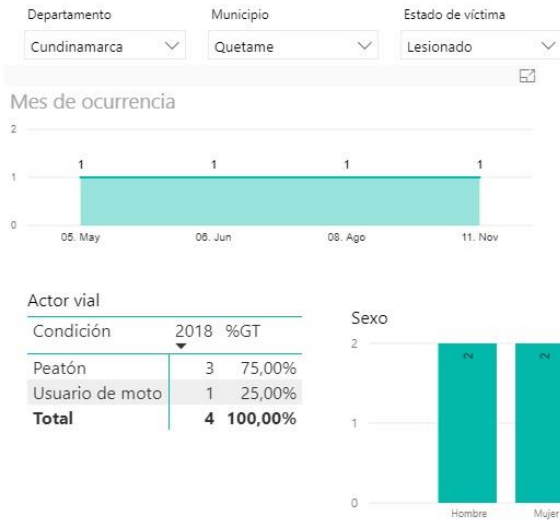 Departamento Municipio Estado de víctima
Cundinamarca Quetame Lesionado
Mes de ocurrencia
2
1 1 1 1
1
0
05. May 06. Jun 08. Ago 11. Nov
Actor vial
Condición 2018 %GT
Peatón 3 75,00%
Usuario de moto 1 25,00%
Total 4 100,00%
Sexo
2
2 2
1
0
Hombre Mujer